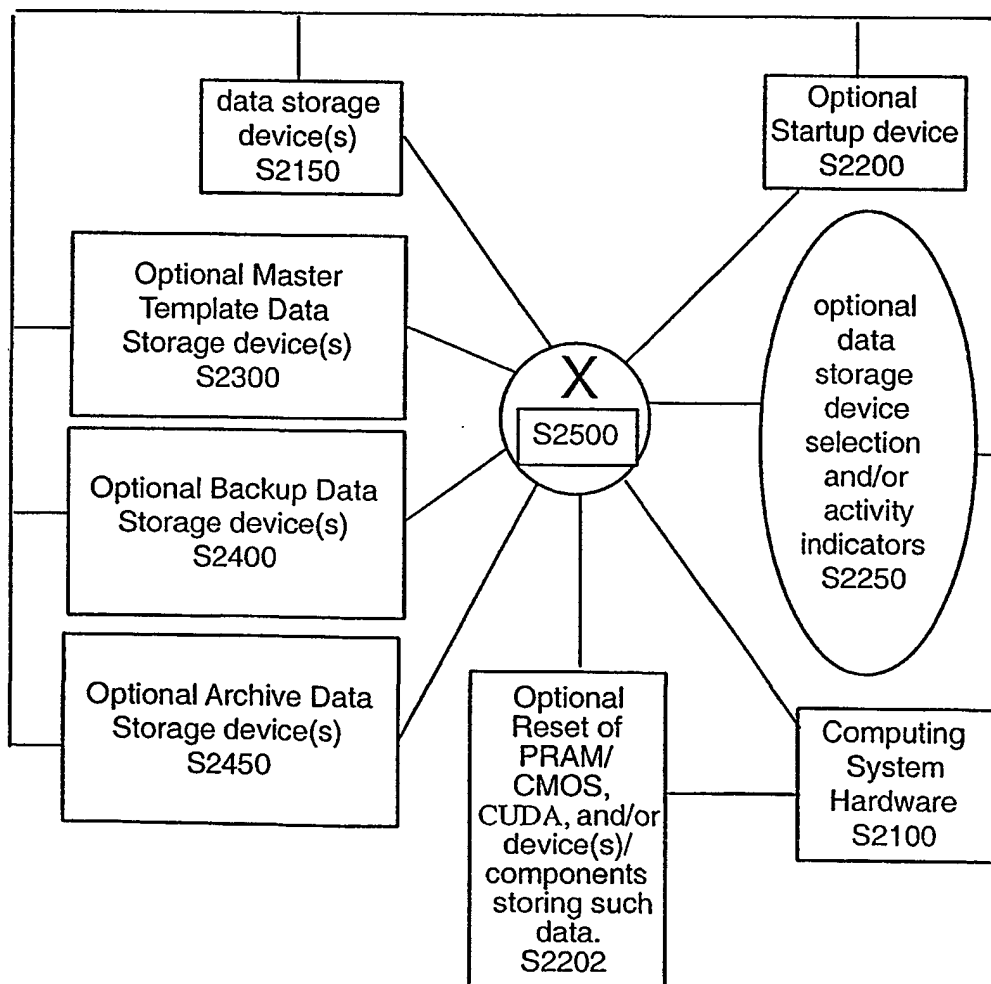 data storage
device(s)
S2150
Optional
Startup device
S2200
Optional Master
Template Data
Storage device(s)
S2300
optional
data
storage
device
selection
and/or
activity
indicators
S2250
X
S2500
Optional Backup Data
Storage device(s)
S2400
Optional Archive Data
Storage device(s)
S2450
Optional
Reset of
PRAM/
CMOS,
CUDA, and/or
device(s)/
components
storing such
data.
S2202
Computing
System
Hardware
S2100